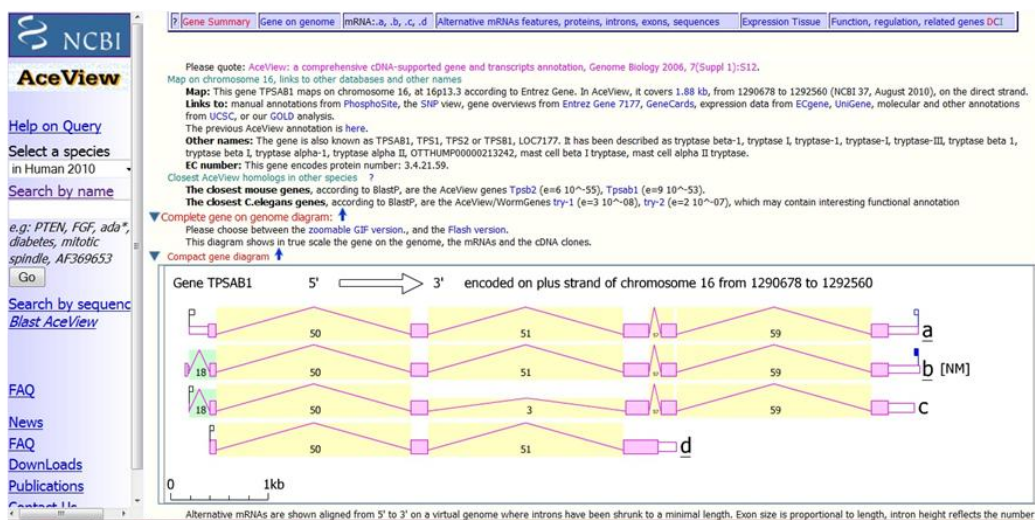 NCBI
AceView
Help on Query
Select a species
in Human 2010
Search by name
e.g: PTEN, FGF, ada*,
diabetes, mitotic
spindle, AF369653
Go
Search by sequenc
Blast AceView
FAQ
News
FAQ
DownLoads
Publications
Contact Us
? Gene Summary Gene on genome mRNA:.a, .b, .c, .d Alternative mRNAs features, proteins, introns, exons, sequences Expression Tissue Function, regulation, related genes DCI
Please quote: AceView: a comprehensive cDNA-supported gene and transcripts annotation, Genome Biology 2006, 7(Suppl 1):S12.
Map on chromosome 16, links to other databases and other names
Map: This gene TPSAB1 maps on chromosome 16, at 16p13.3 according to Entrez Gene. In AceView, it covers 1.88 kb, from 1290678 to 1292560 (NCBI 37, August 2010), on the direct strand.
Links to: manual annotations from PhosphoSite, the SNP view, gene overviews from Entrez Gene 7177, GeneCards, expression data from ECgene, UniGene, molecular and other annotations
from UCSC, or our GOLD analysis.
The previous AceView annotation is here.
Other names: The gene is also known as TPSAB1, TPS1, TPS2 or TPSB1, LOC7177. It has been described as tryptase beta-1, tryptase I, tryptase-1, tryptase-I, tryptase-III, tryptase beta 1,
tryptase beta I, tryptase alpha-1, tryptase alpha II, OTTHUMP00000213242, mast cell beta I tryptase, mast cell alpha II tryptase.
EC number: This gene encodes protein number: 3.4.21.59.
Closest AceView homologs in other species ?
The closest mouse genes, according to BlastP, are the AceView genes Tpsb2 (e=6 10^-55), Tpsab1 (e=9 10^-53).
The closest C.elegans genes, according to BlastP, are the AceView/WormGenes try-1 (e=3 10^-08), try-2 (e=2 10^-07), which may contain interesting functional annotation
Complete gene on genome diagram:
Please choose between the zoomable GIF version., and the Flash version.
This diagram shows in true scale the gene on the genome, the mRNAs and the cDNA clones.
Compact gene diagram
Gene TPSAB1 5' 3' encoded on plus strand of chromosome 16 from 1290678 to 1292560
50 51 57 59 a
18 50 51 57 59 b [NM]
18 50 3 57 59 c
50 51 d
0 1kb
Alternative mRNAs are shown aligned from 5' to 3' on a virtual genome where introns have been shrunk to a minimal length. Exon size is proportional to length, intron height reflects the number